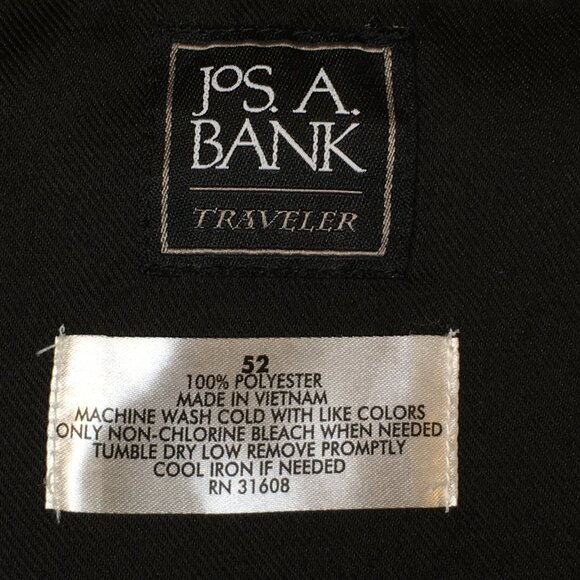 JOS. A.
BANK
TRAVELER
52
100% POLYESTER
MADE IN VIETNAM
MACHINE WASH COLD WITH LIKE COLORS
ONLY NON-CHLORINE BLEACH WHEN NEEDED
TUMBLE DRY LOW REMOVE PROMPTLY
COOL IRON IF NEEDED
RN 31608